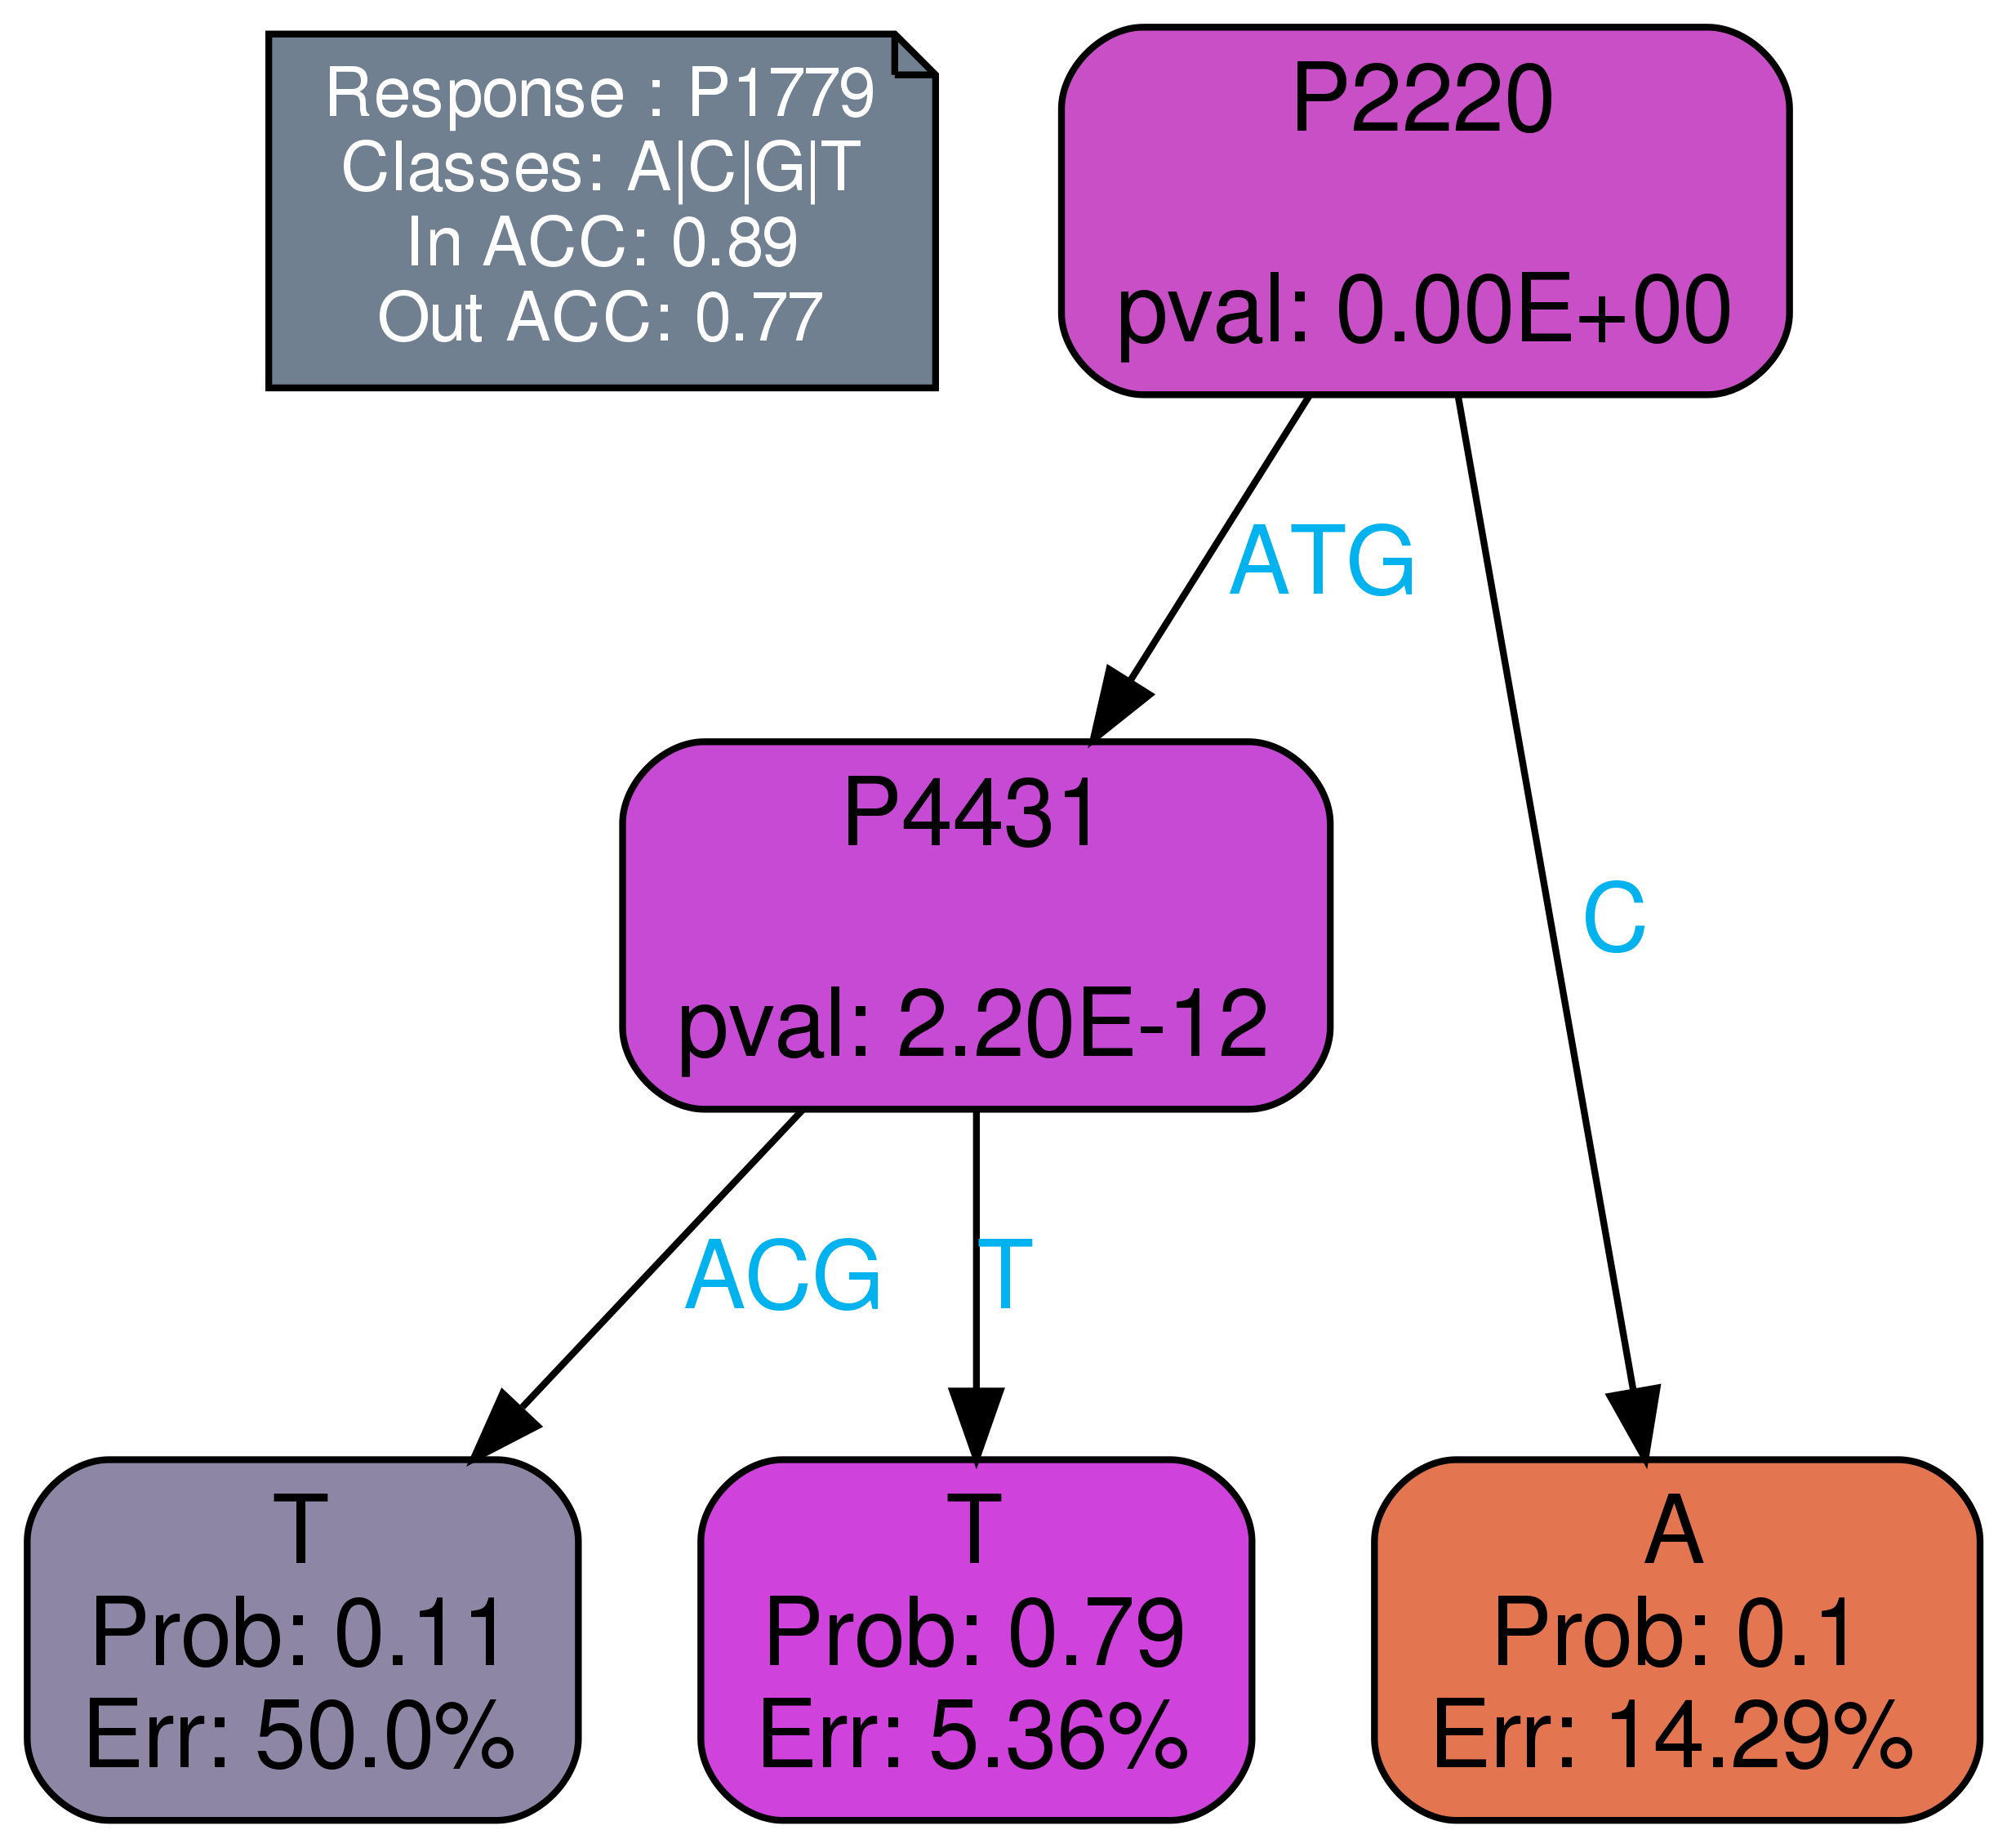 Response : P1779
Classes: A|C|G|T
In ACC: 0.89
Out ACC: 0.77
P2220
pval: 0.00E+00
ATG
C
P4431
pval: 2.20E-12
ACG
T
T
Prob: 0.11
Err: 50.0%
T
Prob: 0.79
Err: 5.36%
A
Prob: 0.1
Err: 14.29%